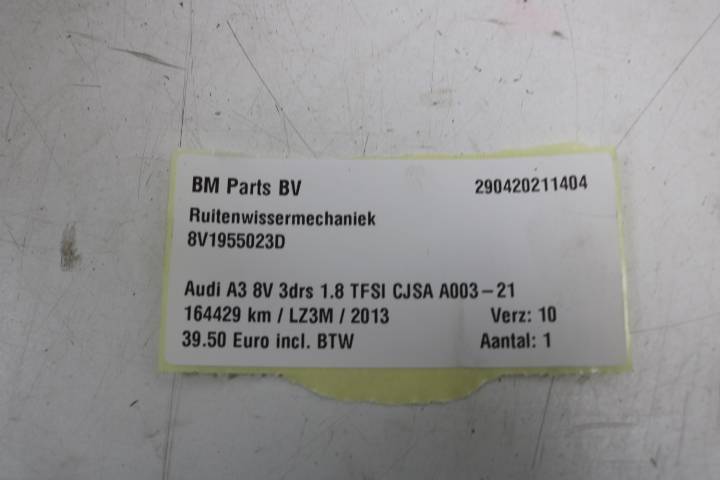 BM Parts BV 290420211404
Ruitenwissermechaniek
8V1955023D
Audi A3 8V 3drs 1.8 TFSI CJSA A003-21
164429 km / LZ3M / 2013 Verz: 10
39.50 Euro incl. BTW Aantal: 1